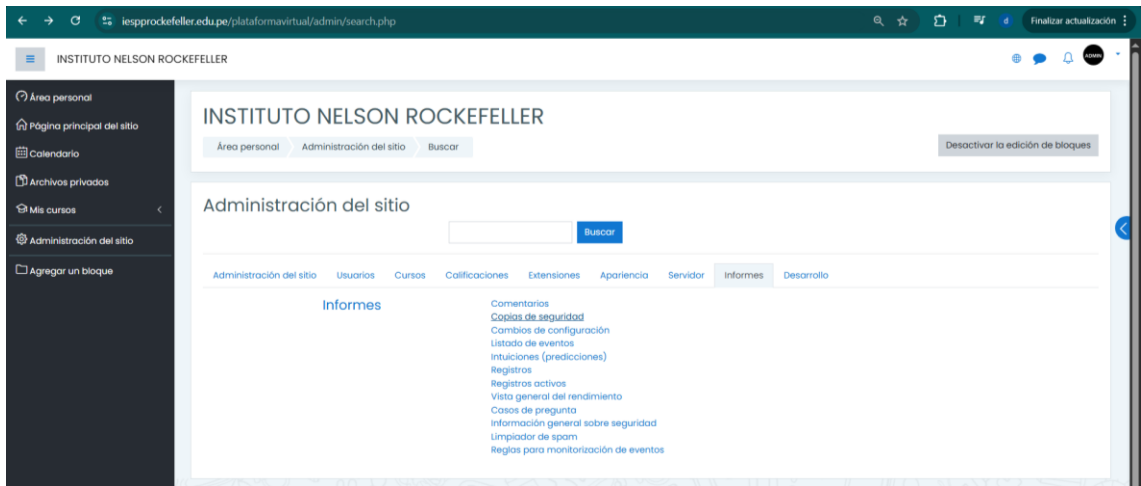 iespprockefeller.edu.pe/plataformavirtual/admin/search.php
d
Finalizar actualización
INSTITUTO NELSON ROCKEFELLER
ADMIN
Área personal
Página principal del sitio
Calendario
Archivos privados
Mis cursos
Administración del sitio
Agregar un bloque
INSTITUTO NELSON ROCKEFELLER
Área personal Administración del sitio Buscar
Desactivar la edición de bloques
Administración del sitio
Buscar
Administración del sitio Usuarios Cursos Calificaciones Extensiones Apariencia Servidor Informes Desarrollo
Informes
Comentarios
Copias de seguridad
Cambios de configuración
Listado de eventos
Intuiciones (predicciones)
Registros
Registros activos
Vista general del rendimiento
Casos de pregunta
Información general sobre seguridad
Limpiador de spam
Reglas para monitorización de eventos